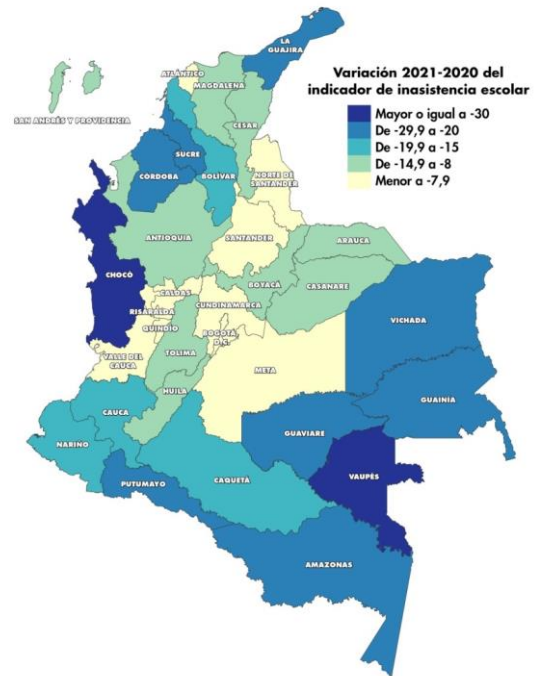 LA GUAJIRA
ATLÁNTICO
MAGDALENA
SAN ANDRÉS Y PROVIDENCIA
CESAR
Variación 2021-2020 del
indicador de inasistencia escolar
Mayor o igual a -30
De -29,9 a -20
De -19,9 a -15
De -14,9 a -8
Menor a -7,9
SUCRE
CÓRDOBA
BOLÍVAR
NORTE DE
SANTANDER
ANTIOQUIA
SANTANDER
ARAUCA
CHOCÓ
BOYACÁ
CASANARE
CALDAS
RISARALDA
CUNDINAMARCA
QUINDÍO
BOGOTÁ
D.C.
VICHADA
VALLE DEL
CAUCA
TOLIMA
META
HUILA
GUAINÍA
CAUCA
GUAVIARE
NARIÑO
VAUPÉS
CAQUETÁ
PUTUMAYO
AMAZONAS